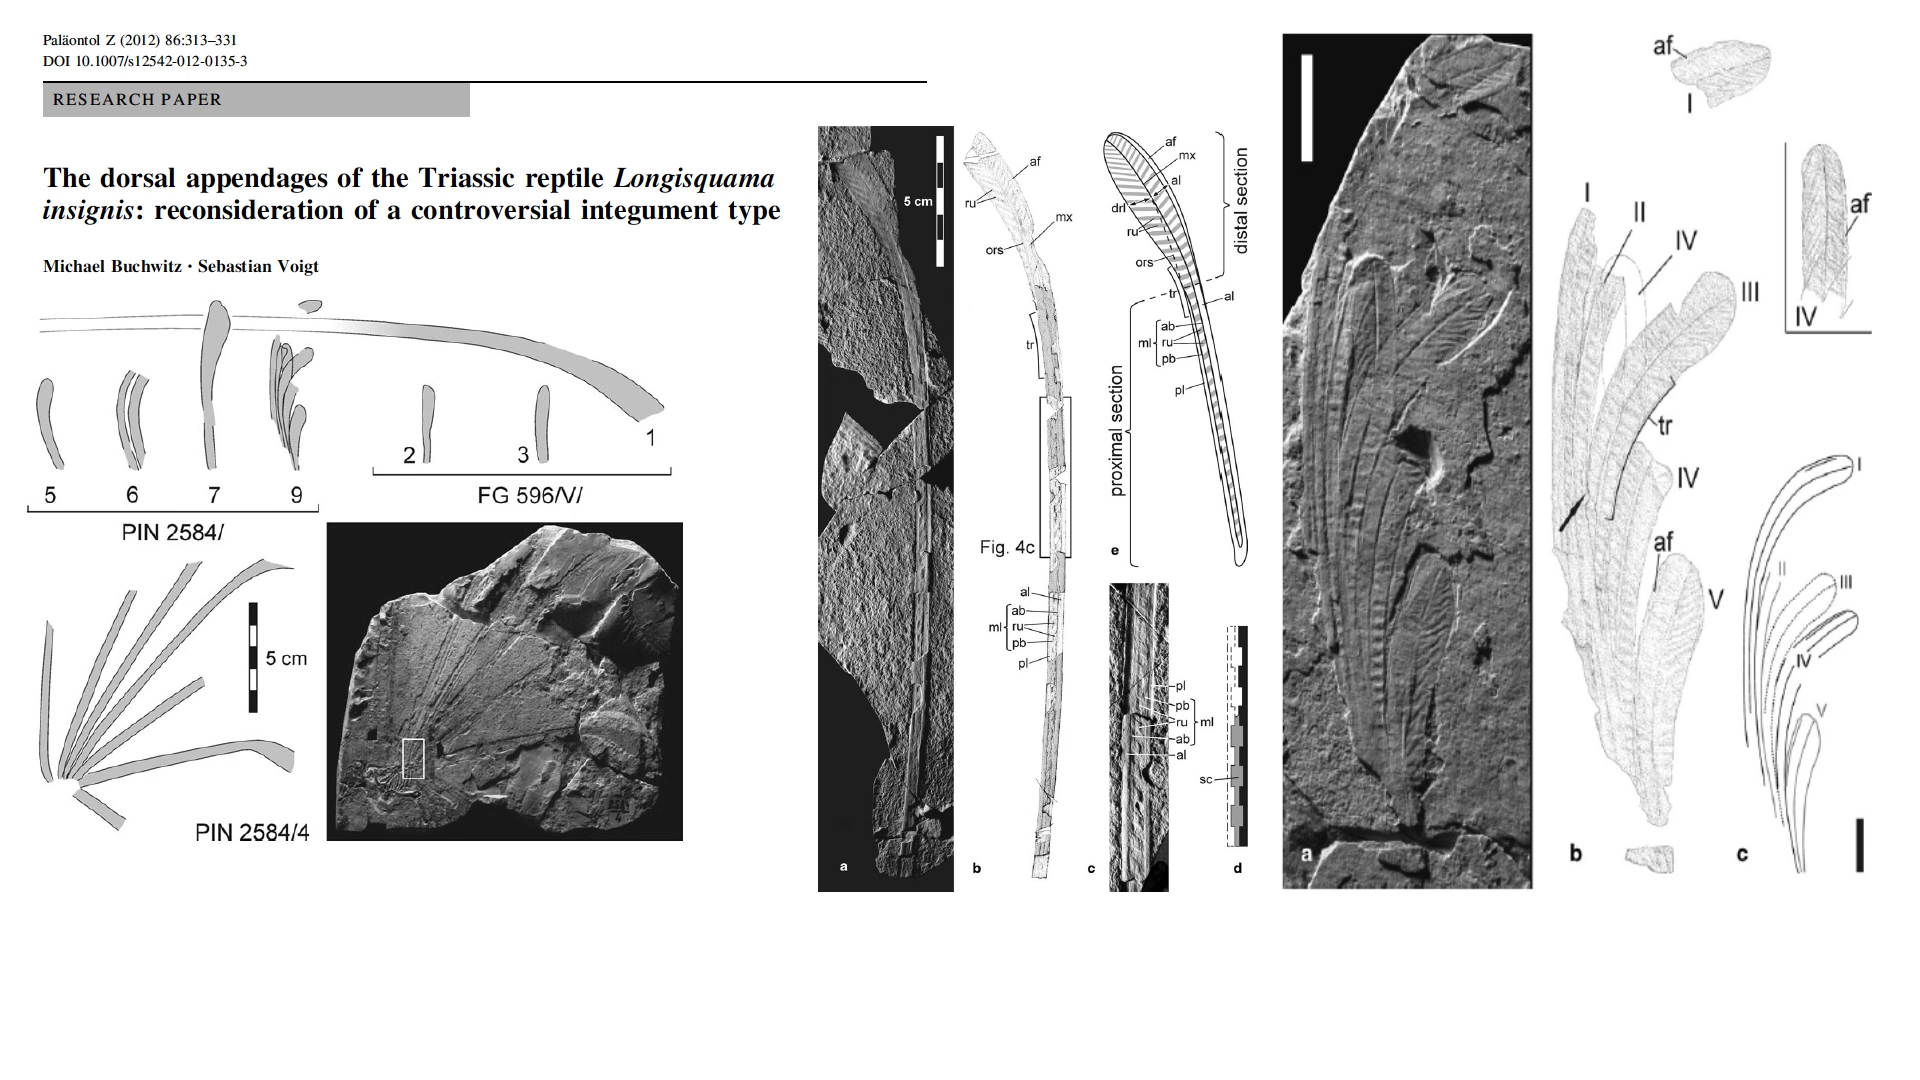 Paläontol Z (2012) 86:313–331
DOI 10.1007/s12542-012-0135-3
RESEARCH PAPER
The dorsal appendages of the Triassic reptile Longisquama
insignis: reconsideration of a controversial integument type
Michael Buchwitz · Sebastian Voigt
1
2
3
FG 596/V/
5
6
7
9
PIN 2584/
5 cm
PIN 2584/4
5 cm
a
af
ru
mx
ors
tr
Fig. 4c
al
ab
ml
ru
pb
pl
b
af
mx
al
drl
ru
ors
tr
al
ab
ml
ru
pb
pl
distal section
proximal section
e
pl
pb
ru
ml
ab
al
c
sc
d
a
af
I
I
II
IV
III
tr
IV
af
V
b
af
IV
I
II
III
IV
V
c